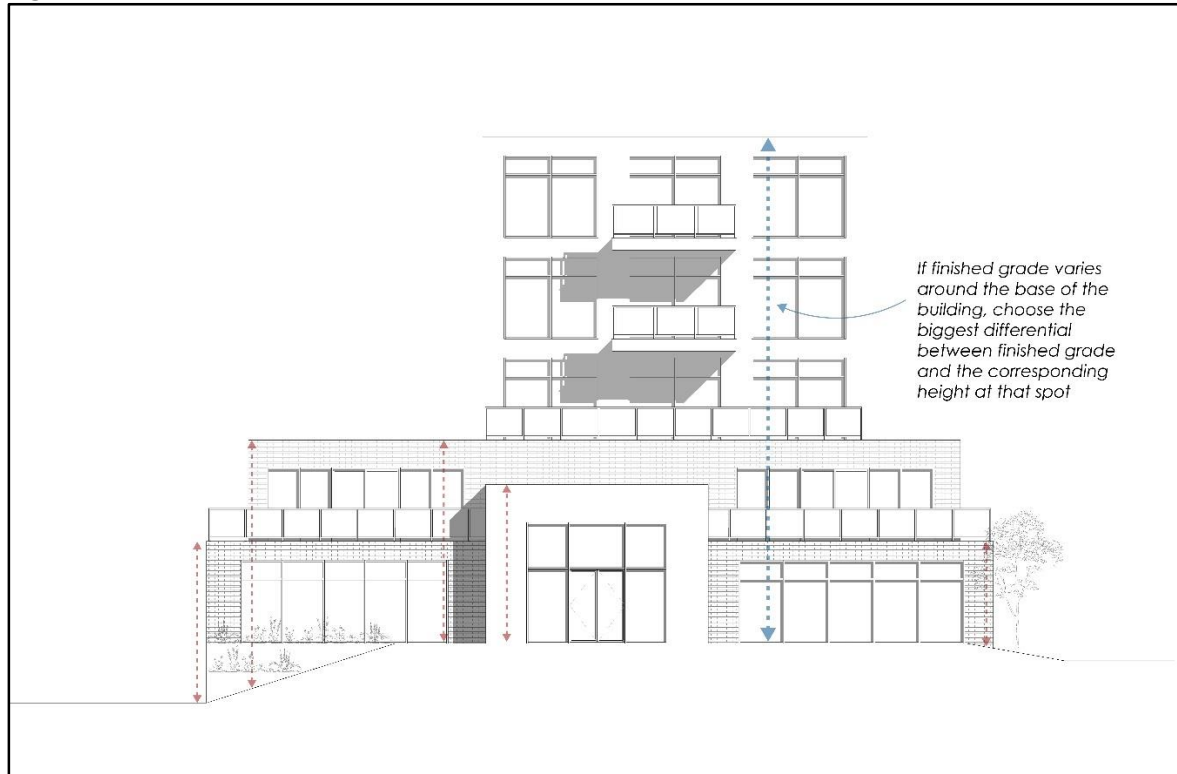 If finished grade varies
around the base of the
building, choose the
biggest differential
between finished grade
and the corresponding
height at that spot